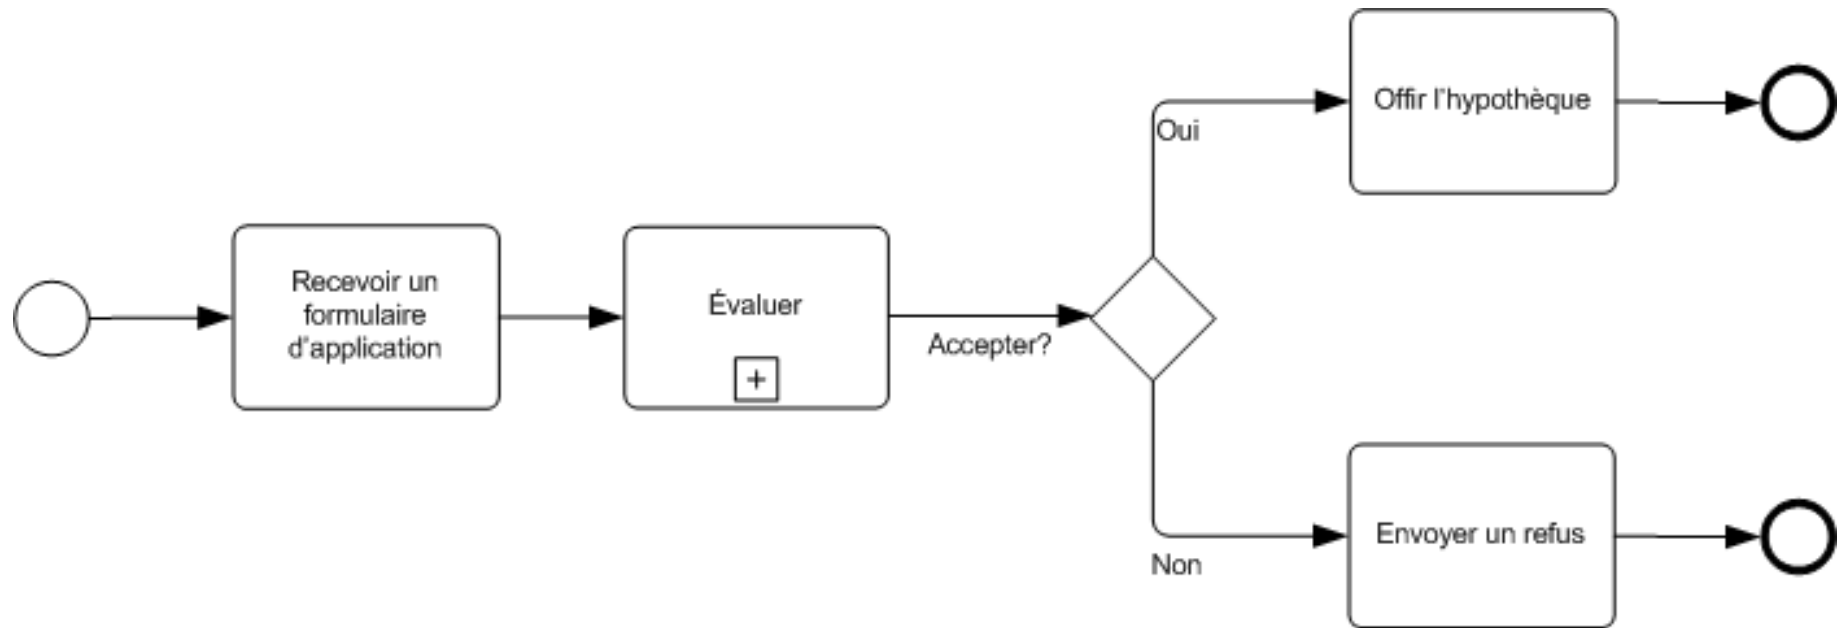 Recevoir un
formulaire
d'application
Évaluer
+
Accepter?
Oui
Offir l'hypothèque
Non
Envoyer un refus